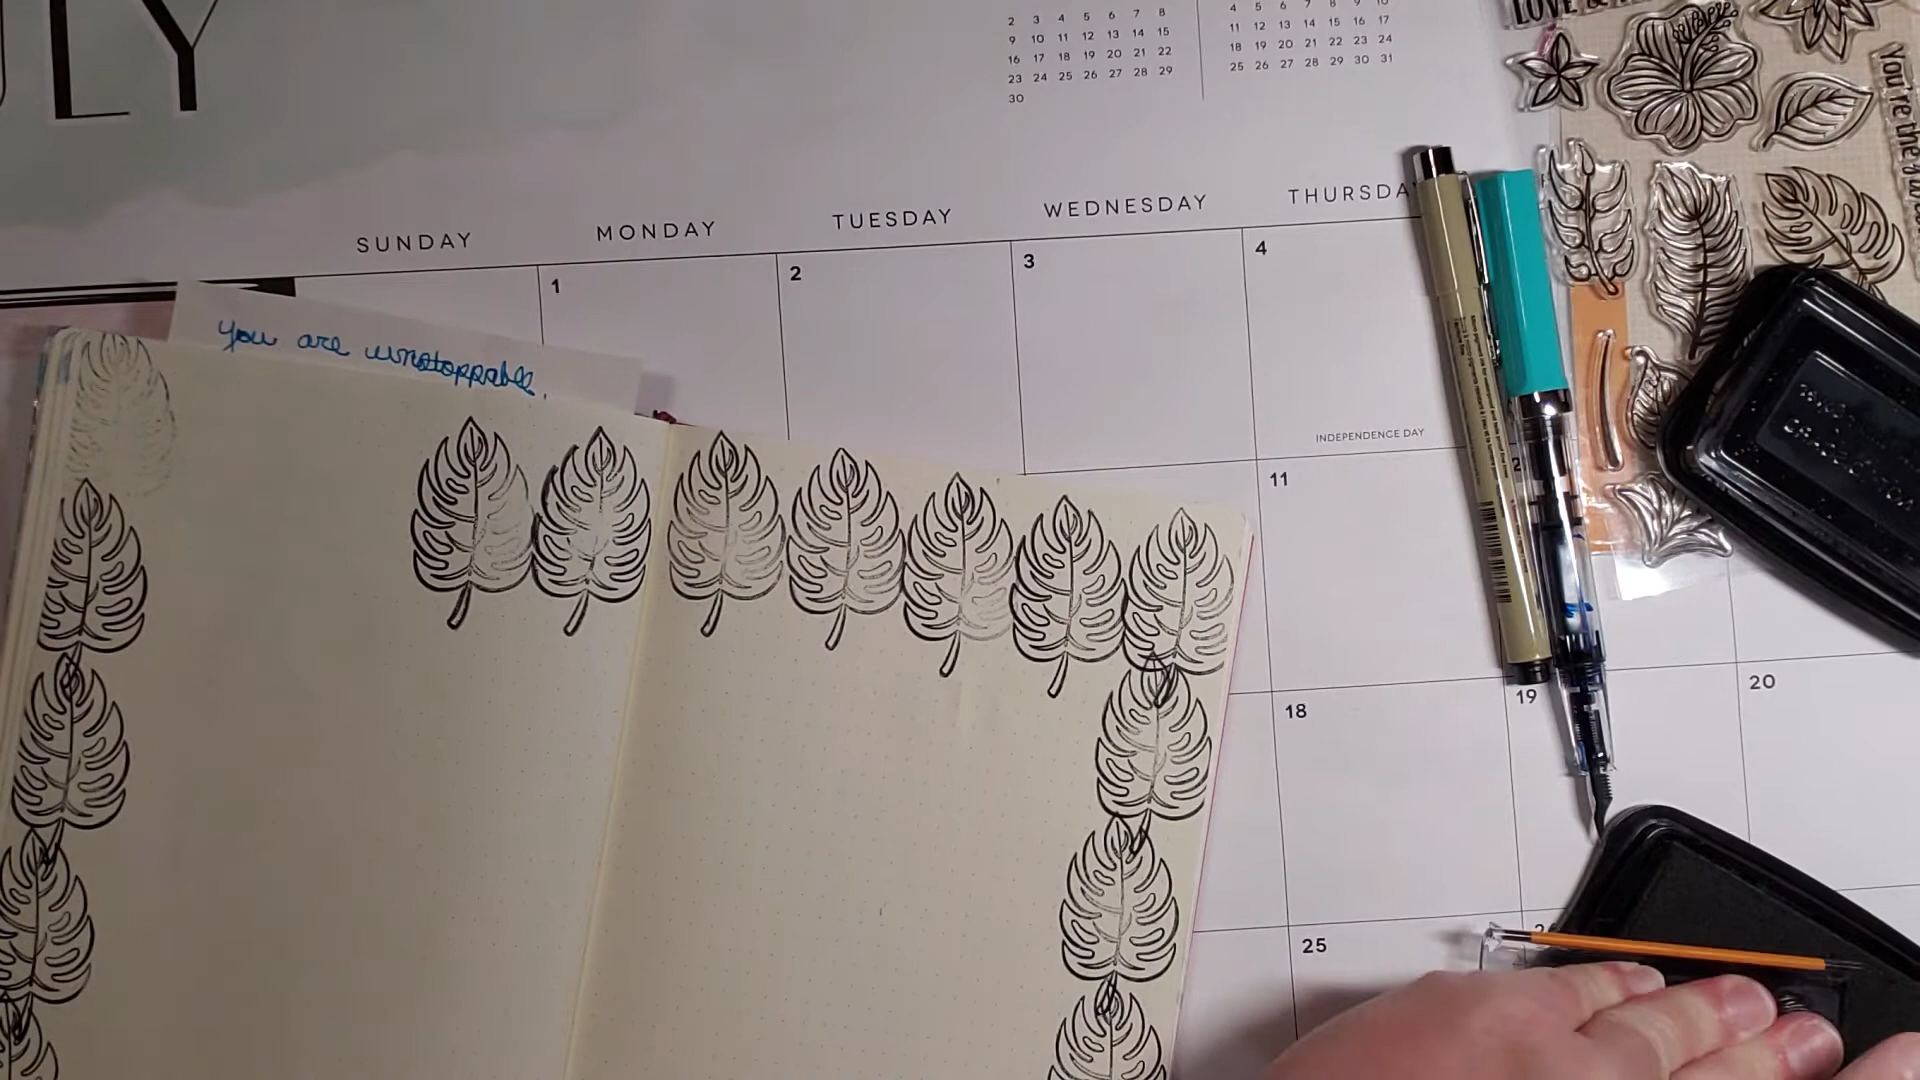 ULY
2 3 4 5 6 7 8
9 10 11 12 13 14 15
16 17 18 19 20 21 22
23 24 25 26 27 28 29
30
4 5 6 7 8 9 10
11 12 13 14 15 16 17
18 19 20 21 22 23 24
25 26 27 28 29 30 31
LOVE &
You're the
SUNDAY MONDAY TUESDAY WEDNESDAY THURSDAY
1 2 3 4
INDEPENDENCE DAY
you are unstoppable.
11
18 19 20
25